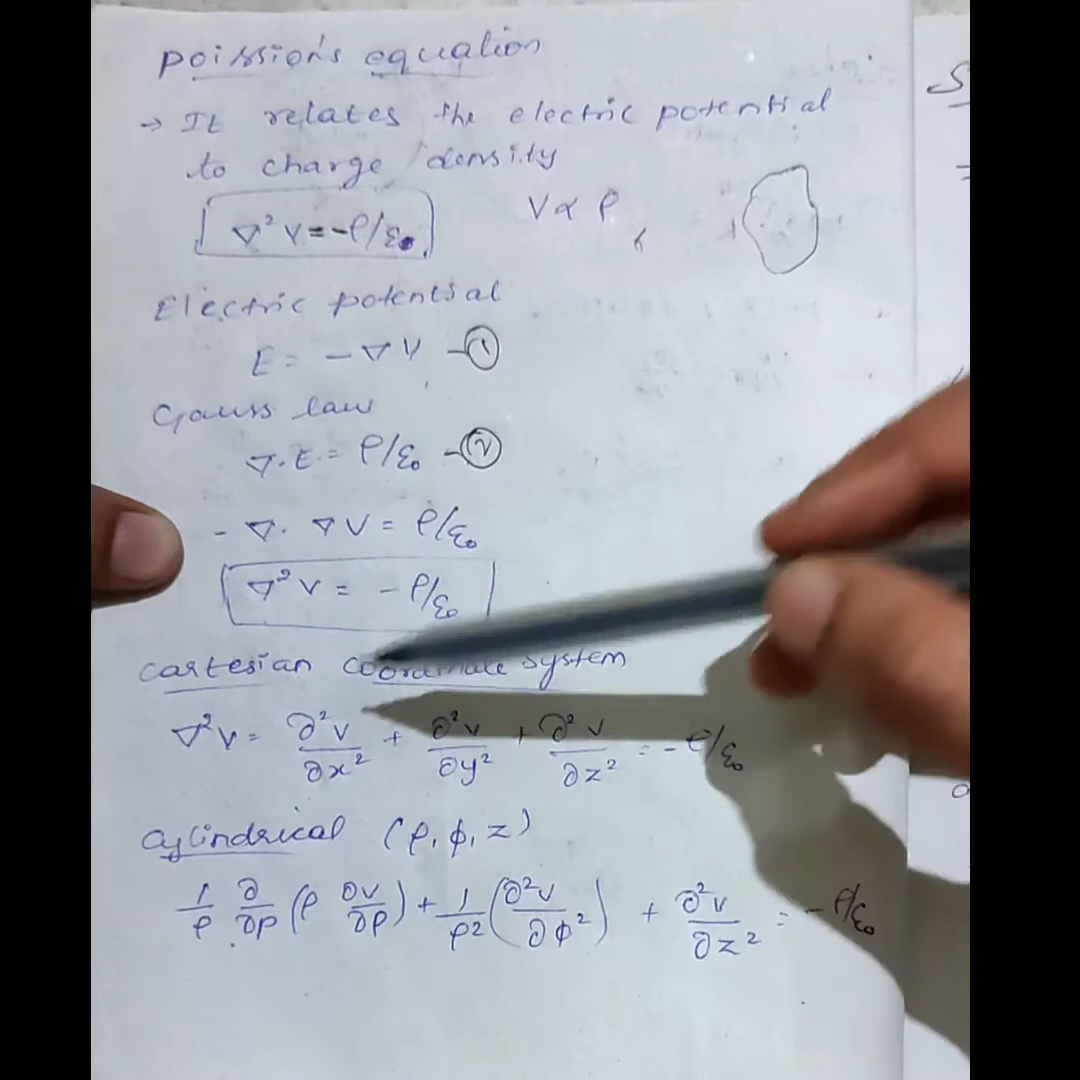 Poission's equation
→ It relates the electric potential
to charge density
∇²V = -ρ/ε₀
V ∝ ρ
Electric potential
E = -∇V -①
Gauss law
∇.E = ρ/ε₀ -②
- ∇. ∇V = ρ/ε₀
∇²V = - ρ/ε₀
Cartesian coordinate system
∇²V = ∂²V/∂x² + ∂²V/∂y² + ∂²V/∂z² = -ρ/ε₀
Cylindrical (ρ, φ, z)
1/ρ ∂/∂ρ (ρ ∂V/∂ρ) + 1/ρ² (∂²V/∂φ²) + ∂²V/∂z² = -ρ/ε₀